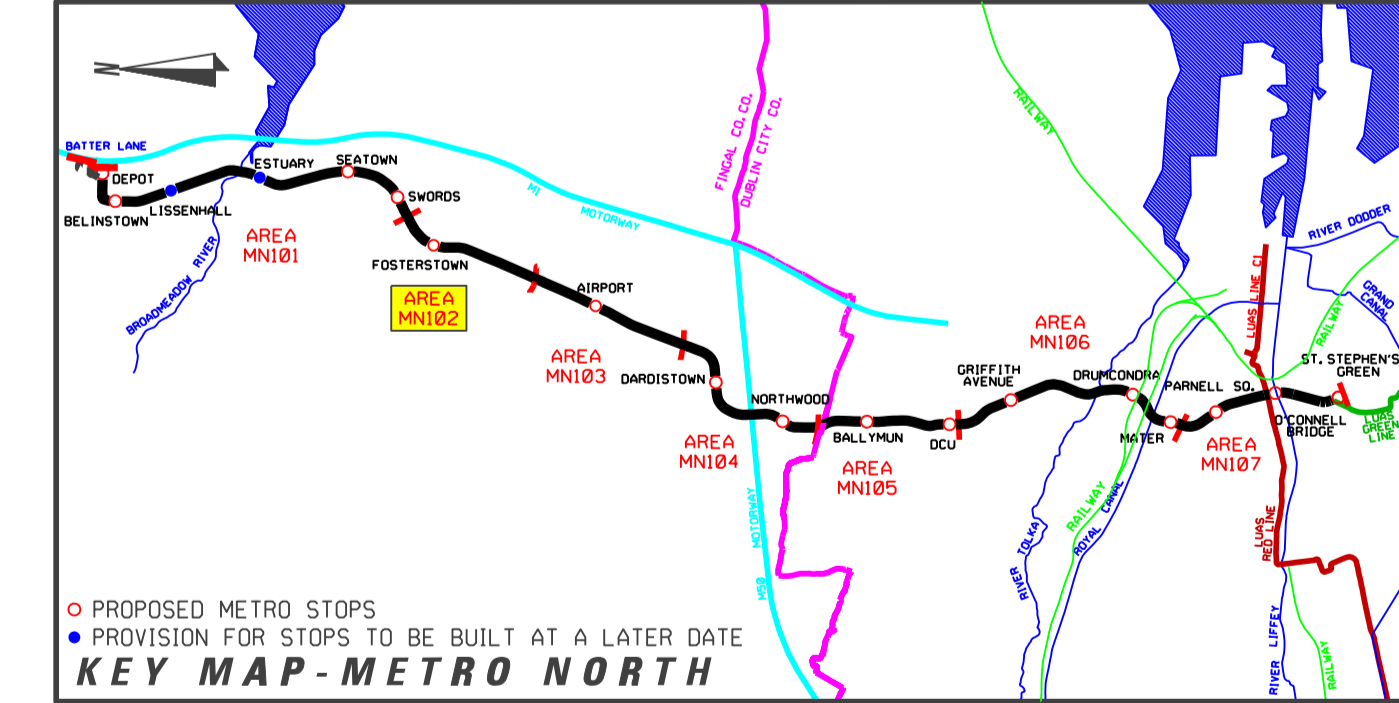 N
BATTER LANE
DEPOT
BELINSTOWN
LISSENHALL
ESTUARY
SEATOWN
SWORDS
FOSTERSTOWN
AREA
MN101
BROADMEADOW RIVER
AREA
MN102
AIRPORT
AREA
MN103
M1
MOTORWAY
FINGAL CO. CO.
DUBLIN CITY CO.
DARDISTOWN
NORTHWOOD
AREA
MN104
BALLYMUN
AREA
MN105
DCU
MOTORWAY
M50
GRIFFITH
AVENUE
AREA
MN106
DRUMCONDRA
MATER
PARNELL SQ.
AREA
MN107
O'CONNELL
BRIDGE
ST. STEPHEN'S
GREEN
LUAS
GREEN
LINE
RAILWAY
RIVER DODDER
GRAND
CANAL
RAILWAY
LUAS LINE C1
RAILWAY
ROYAL CANAL
RIVER TOLKA
LUAS
RED LINE
RIVER LIFFEY
RAILWAY
PROPOSED METRO STOPS
PROVISION FOR STOPS TO BE BUILT AT A LATER DATE
KEY MAP-METRO NORTH